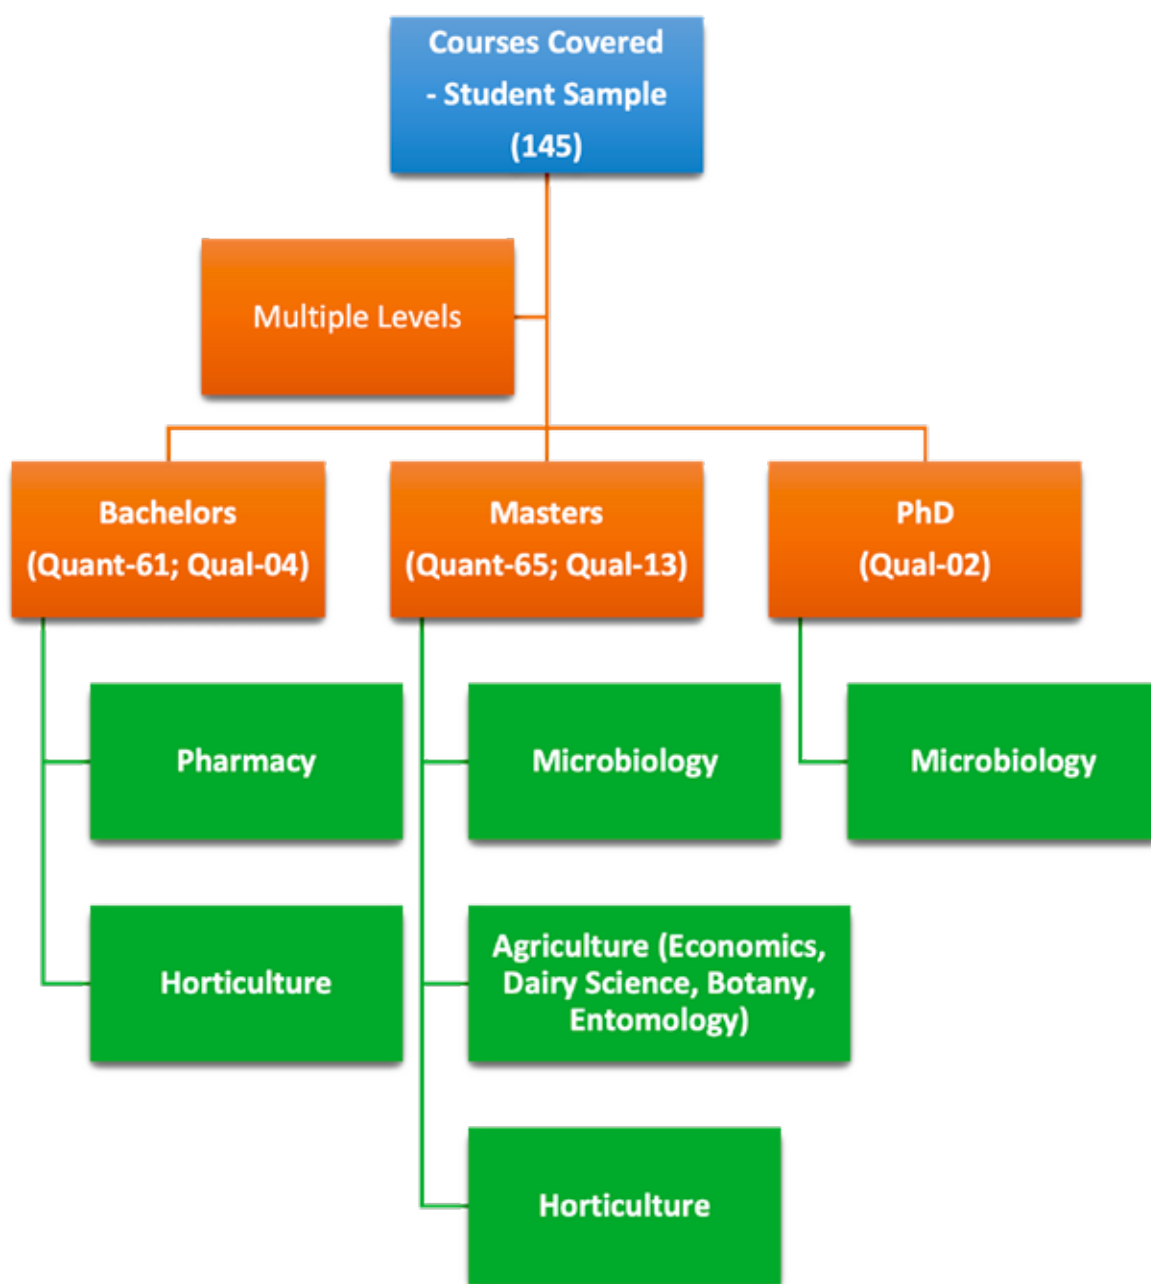 Courses Covered
- Student Sample
(145)
Multiple Levels
Bachelors
(Quant-61; Qual-04)
Masters
(Quant-65; Qual-13)
PhD
(Qual-02)
Pharmacy
Horticulture
Microbiology
Agriculture (Economics,
Dairy Science, Botany,
Entomology)
Horticulture
Microbiology